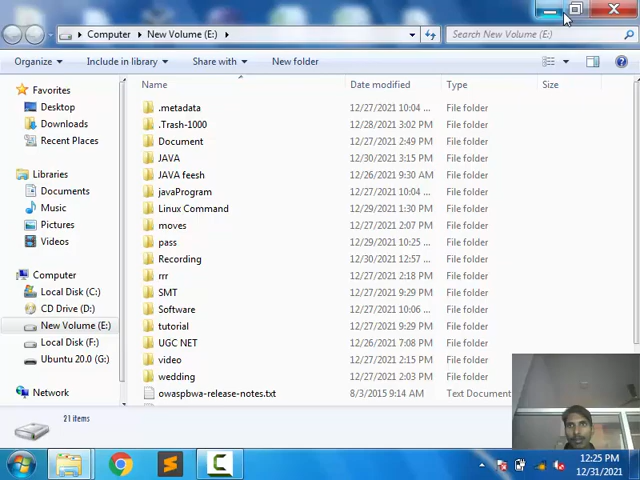 Computer ▸ New Volume (E:) ▸
Search New Volume (E:)
Organize Include in library Share with New folder
Name Date modified Type Size
Favorites
Desktop
Downloads
Recent Places
Libraries
Documents
Music
Pictures
Videos
Computer
Local Disk (C:)
CD Drive (D:)
New Volume (E:)
Local Disk (F:)
Ubuntu 20.0 (G:)
Network
.metadata 12/27/2021 10:04 ... File folder
.Trash-1000 12/28/2021 3:02 PM File folder
Document 12/27/2021 2:49 PM File folder
JAVA 12/30/2021 3:15 PM File folder
JAVA feesh 12/26/2021 9:30 AM File folder
javaProgram 12/27/2021 10:04 ... File folder
Linux Command 12/29/2021 1:30 PM File folder
moves 12/27/2021 2:07 PM File folder
pass 12/29/2021 10:25 ... File folder
Recording 12/30/2021 12:57 ... File folder
rrr 12/27/2021 2:18 PM File folder
SMT 12/27/2021 9:29 PM File folder
Software 12/27/2021 10:06 ... File folder
tutorial 12/27/2021 9:29 PM File folder
UGC NET 12/26/2021 7:08 PM File folder
video 12/27/2021 2:15 PM File folder
wedding 12/27/2021 2:03 PM File folder
owaspbwa-release-notes.txt 8/3/2015 9:14 AM Text Document
21 items
12:25 PM
12/31/2021